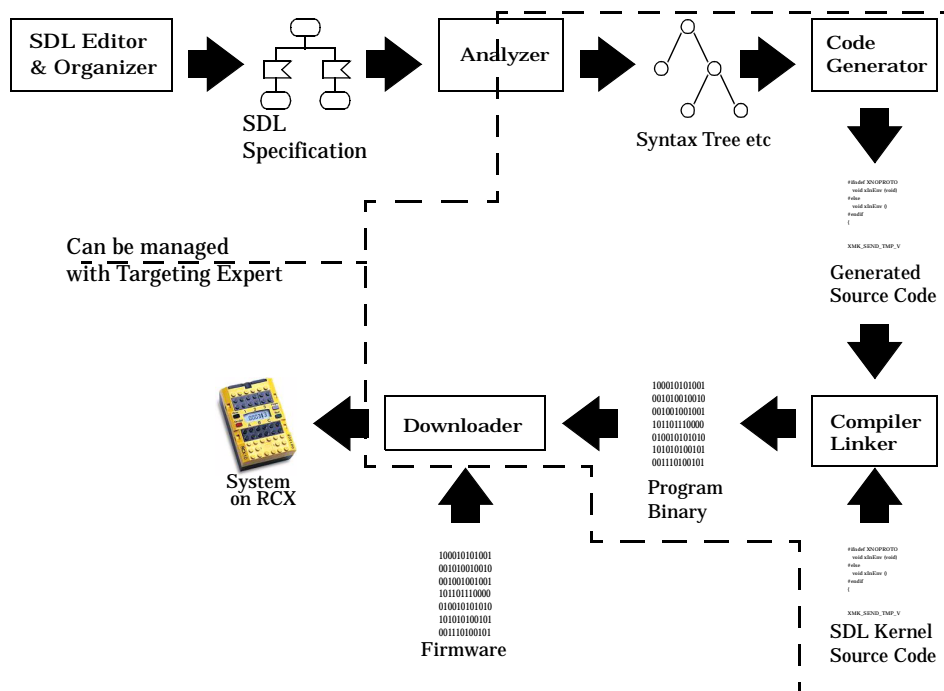 SDL Editor
& Organizer
Analyzer
Code
Generator
SDL
Specification
Syntax Tree etc
#ifndef XNOPROTO
void xInEnv (void)
#else
void xInEnv ()
#endif
{
XMK_SEND_TMP_V
Can be managed
with Targeting Expert
Generated
Source Code
100010101001
001010010010
001001001001
101101110000
010010101010
101010100101
001110100101
Downloader
Compiler
Linker
System
on RCX
Program
Binary
100010101001
001010010010
001001001001
101101110000
010010101010
101010100101
001110100101
Firmware
#ifndef XNOPROTO
void xInEnv (void)
#else
void xInEnv ()
#endif
{
XMK_SEND_TMP_V
SDL Kernel
Source Code